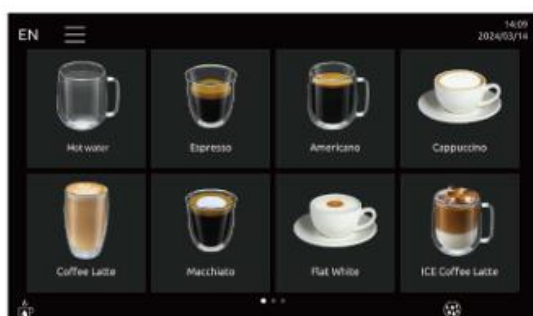 EN
14:09
2024/03/14
Hot water
Espresso
Americano
Cappuccino
Coffee Latte
Macchiato
Flat White
ICE Coffee Latte